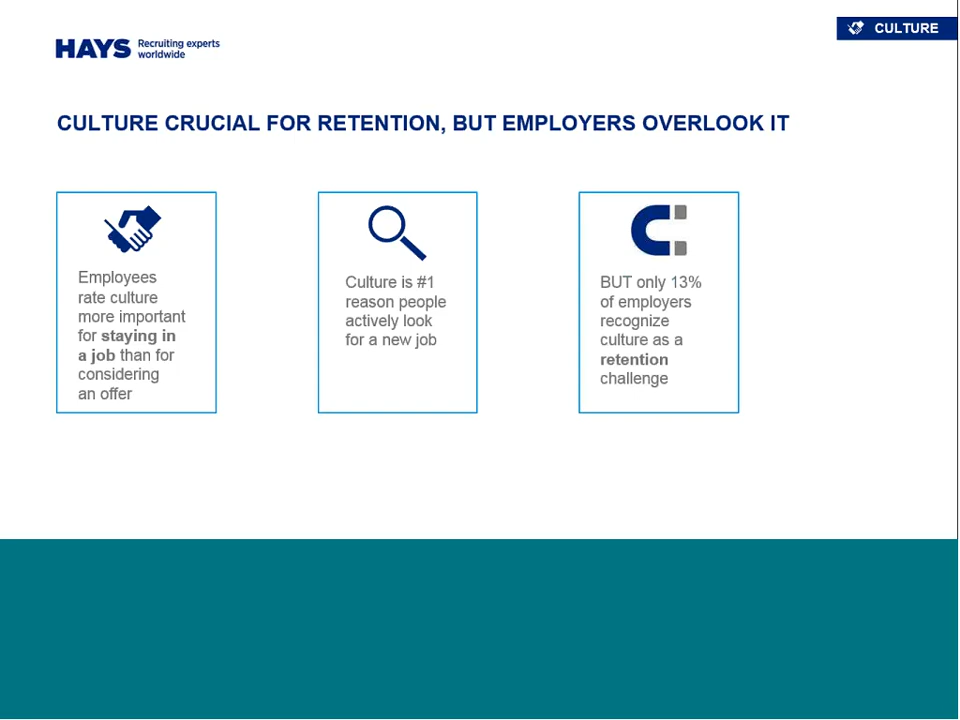 CULTURE
HAYS Recruiting experts
worldwide
CULTURE CRUCIAL FOR RETENTION, BUT EMPLOYERS OVERLOOK IT
Employees
rate culture
more important
for staying in
a job than for
considering
an offer
Culture is #1
reason people
actively look
for a new job
BUT only 13%
of employers
recognize
culture as a
retention
challenge